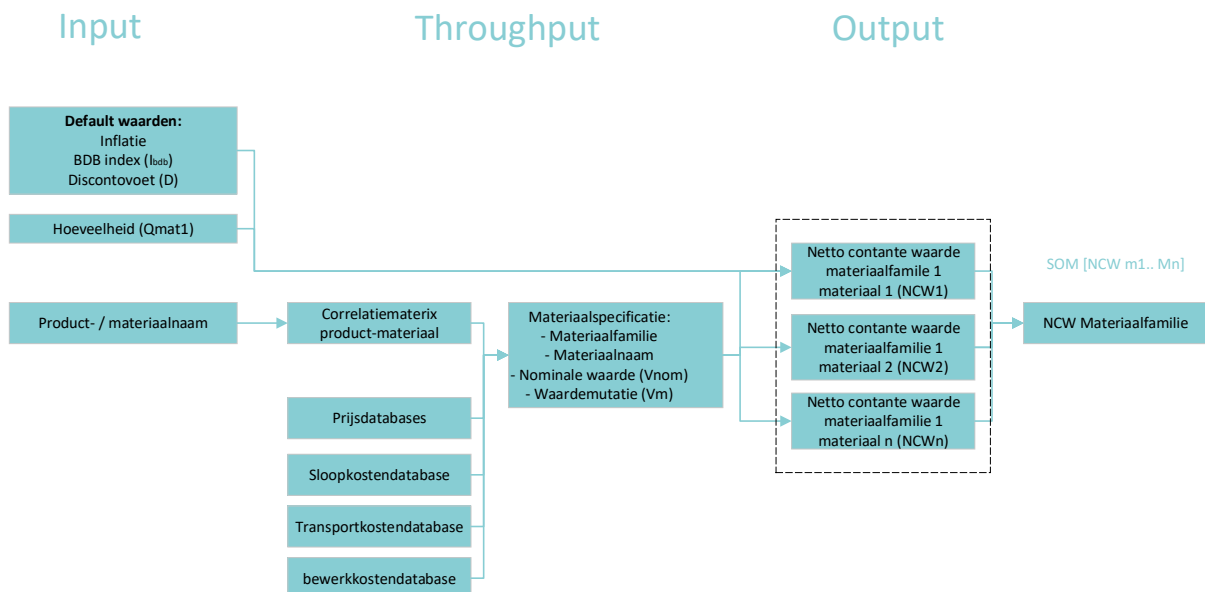 Input
Throughput
Output
Default waarden:
Inflatie
BDB index (Ibdb)
Discontovoet (D)
Hoeveelheid (Qmat1)
Product- / materiaalnaam
Correlatiematerix
product-materiaal
Prijsdatabases
Sloopkostendatabase
Transportkostendatabase
bewerkkostendatabase
Materiaalspecificatie:
- Materiaalfamilie
- Materiaalnaam
- Nominale waarde (Vnom)
- Waardemutatie (Vm)
Netto contante waarde
materiaalfamilie 1
materiaal 1 (NCW1)
Netto contante waarde
materiaalfamilie 1
materiaal 2 (NCW2)
Netto contante waarde
materiaalfamilie 1
materiaal n (NCWn)
SOM [NCW m1.. Mn]
NCW Materiaalfamilie